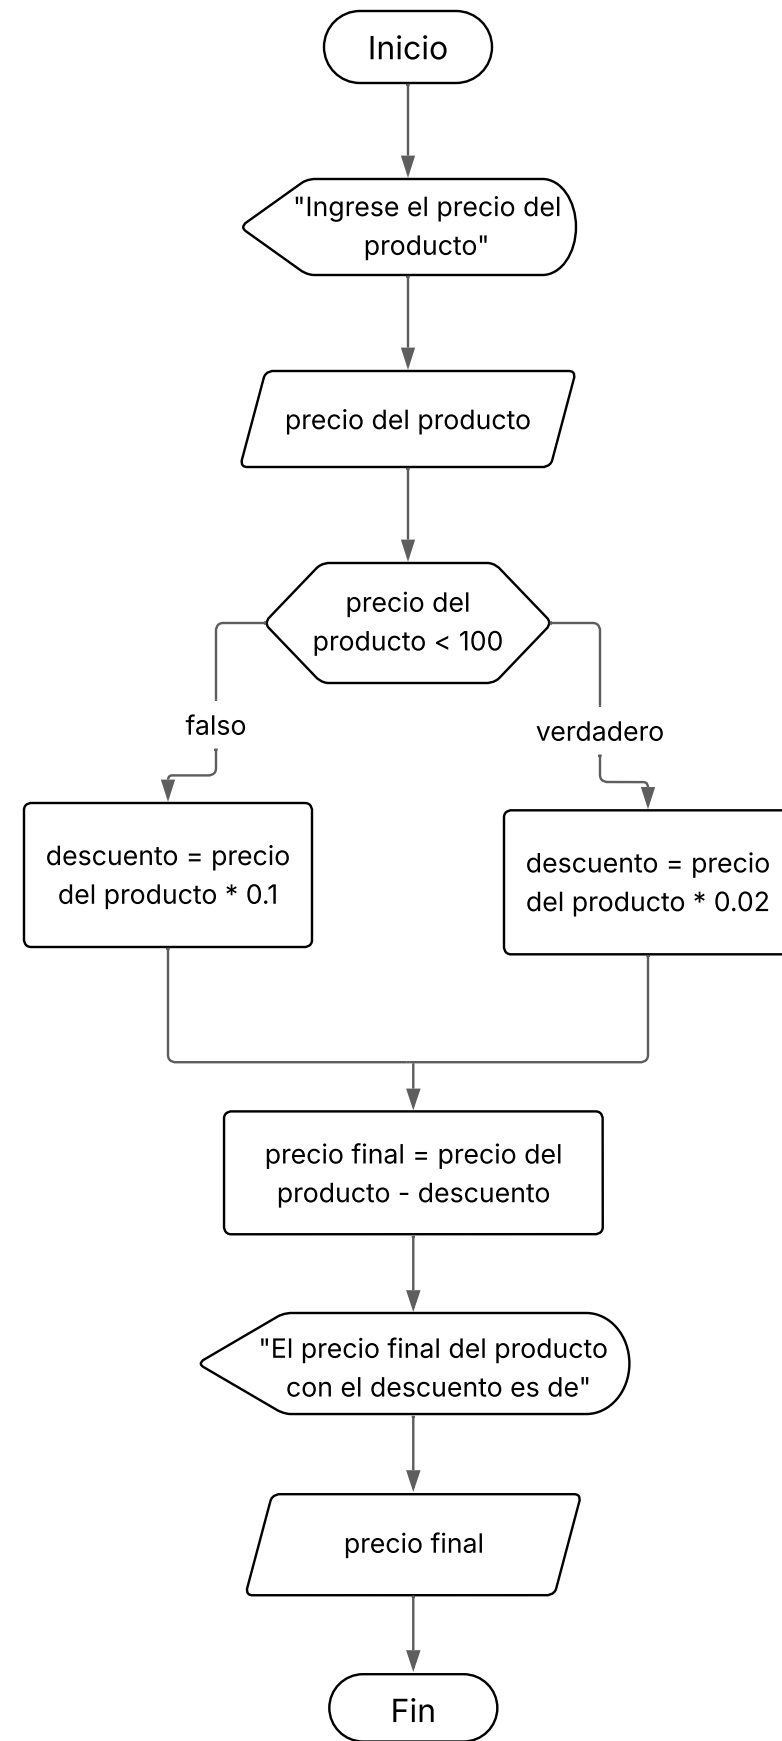 Inicio
"Ingrese el precio del
producto"
precio del producto
precio del
producto < 100
falso
verdadero
descuento = precio
del producto * 0.1
descuento = precio
del producto * 0.02
precio final = precio del
producto - descuento
"El precio final del producto
con el descuento es de"
precio final
Fin